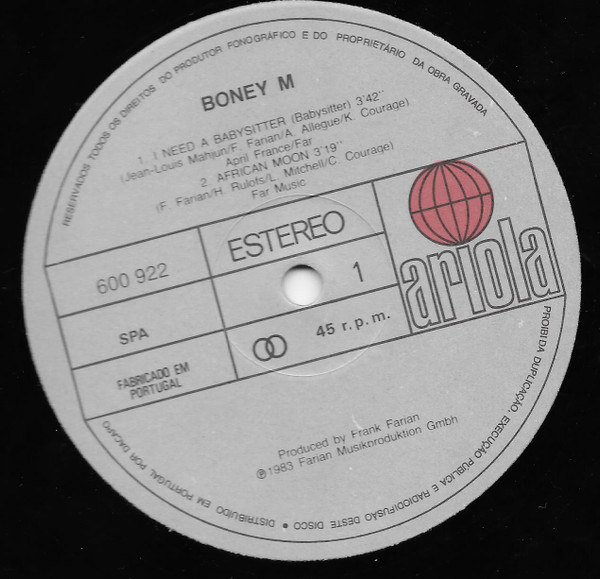 RESERVADOS TODOS OS DIREITOS DO PRODUTOR FONOGRÁFICO E DO PROPRIETÁRIO DA OBRA GRAVADA
BONEY M
1. I NEED A BABYSITTER (Babysitter) 3'42"
(Jean-Louis Mahjun/F. Farian/A. Allegue/K. Courage)
April France/Far
2. AFRICAN MOON 3'19"
(F. Farian/H. Rulofs/L. Mitchell/C. Courage)
Far Music
600 922
ESTEREO
SPA
1
FABRICADO EM
PORTUGAL
45 r.p.m.
ariola
Produced by Frank Farian
℗1983 Farian Musikproduktion Gmbh
PROIBIDA DUPLICAÇÃO, EXECUÇÃO PÚBLICA E RADIODIFUSÃO DESTE DISCO • DISTRIBUIDO EM PORTUGAL POR DACAPO